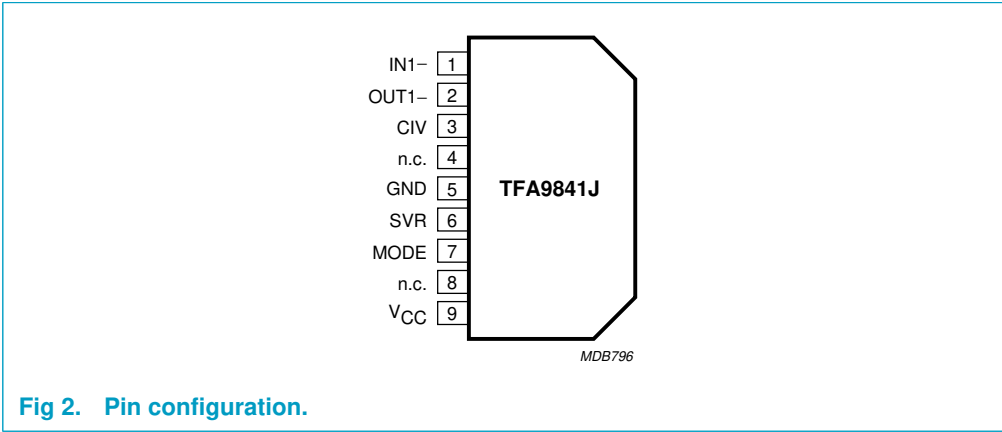 IN1− 1
OUT1− 2
CIV 3
n.c. 4
GND 5
SVR 6
MODE 7
n.c. 8
VCC 9
TFA9841J
MDB796
Fig 2. Pin configuration.